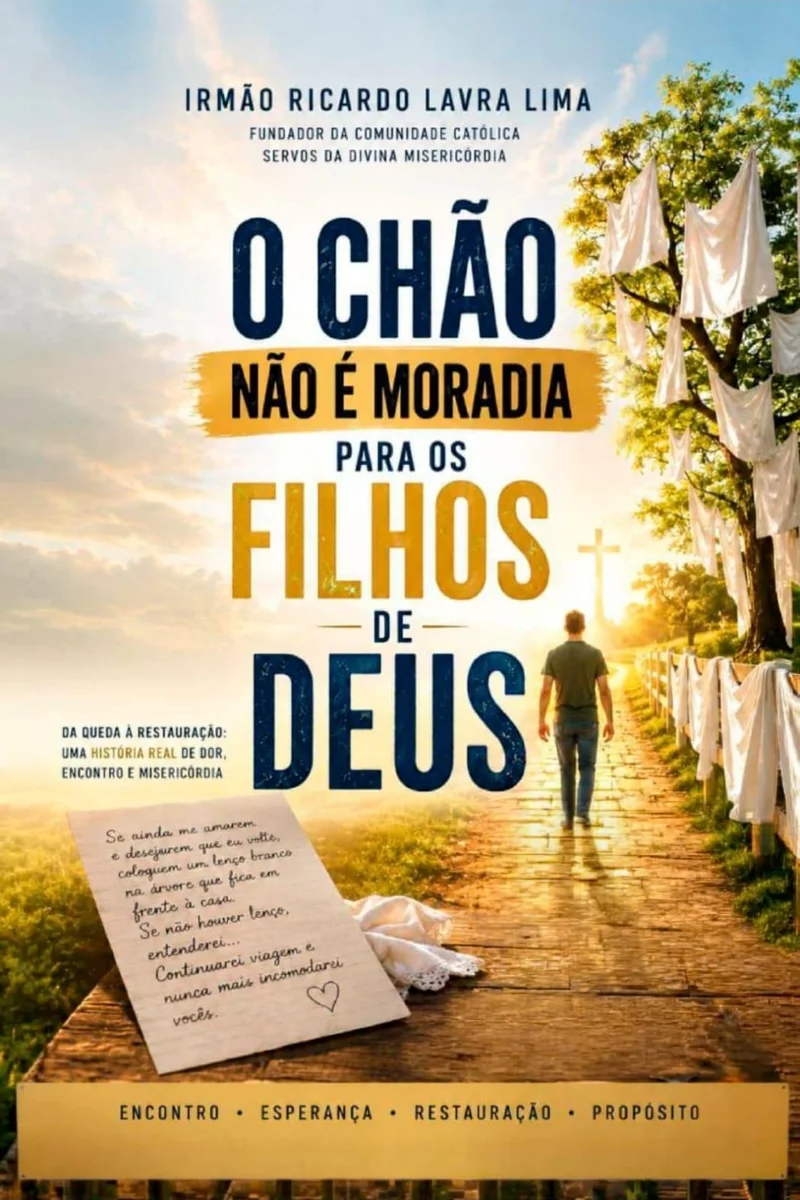 IRMÃO RICARDO LAVRA LIMA
FUNDADOR DA COMUNIDADE CATÓLICA
SERVOS DA DIVINA MISERICÓRDIA
O CHÃO
NÃO É MORADIA
PARA OS
FILHOS
DE
DEUS
DA QUEDA À RESTAURAÇÃO:
UMA HISTÓRIA REAL DE DOR,
ENCONTRO E MISERICÓRDIA
Se ainda me amarem
e desejarem que eu volte,
coloquem um lenço branco
na árvore que fica em
frente à casa.
Se não houver lenço,
entenderei...
Continuarei viagem e
nunca mais incomodarei
vocês.
ENCONTRO • ESPERANÇA • RESTAURAÇÃO • PROPÓSITO